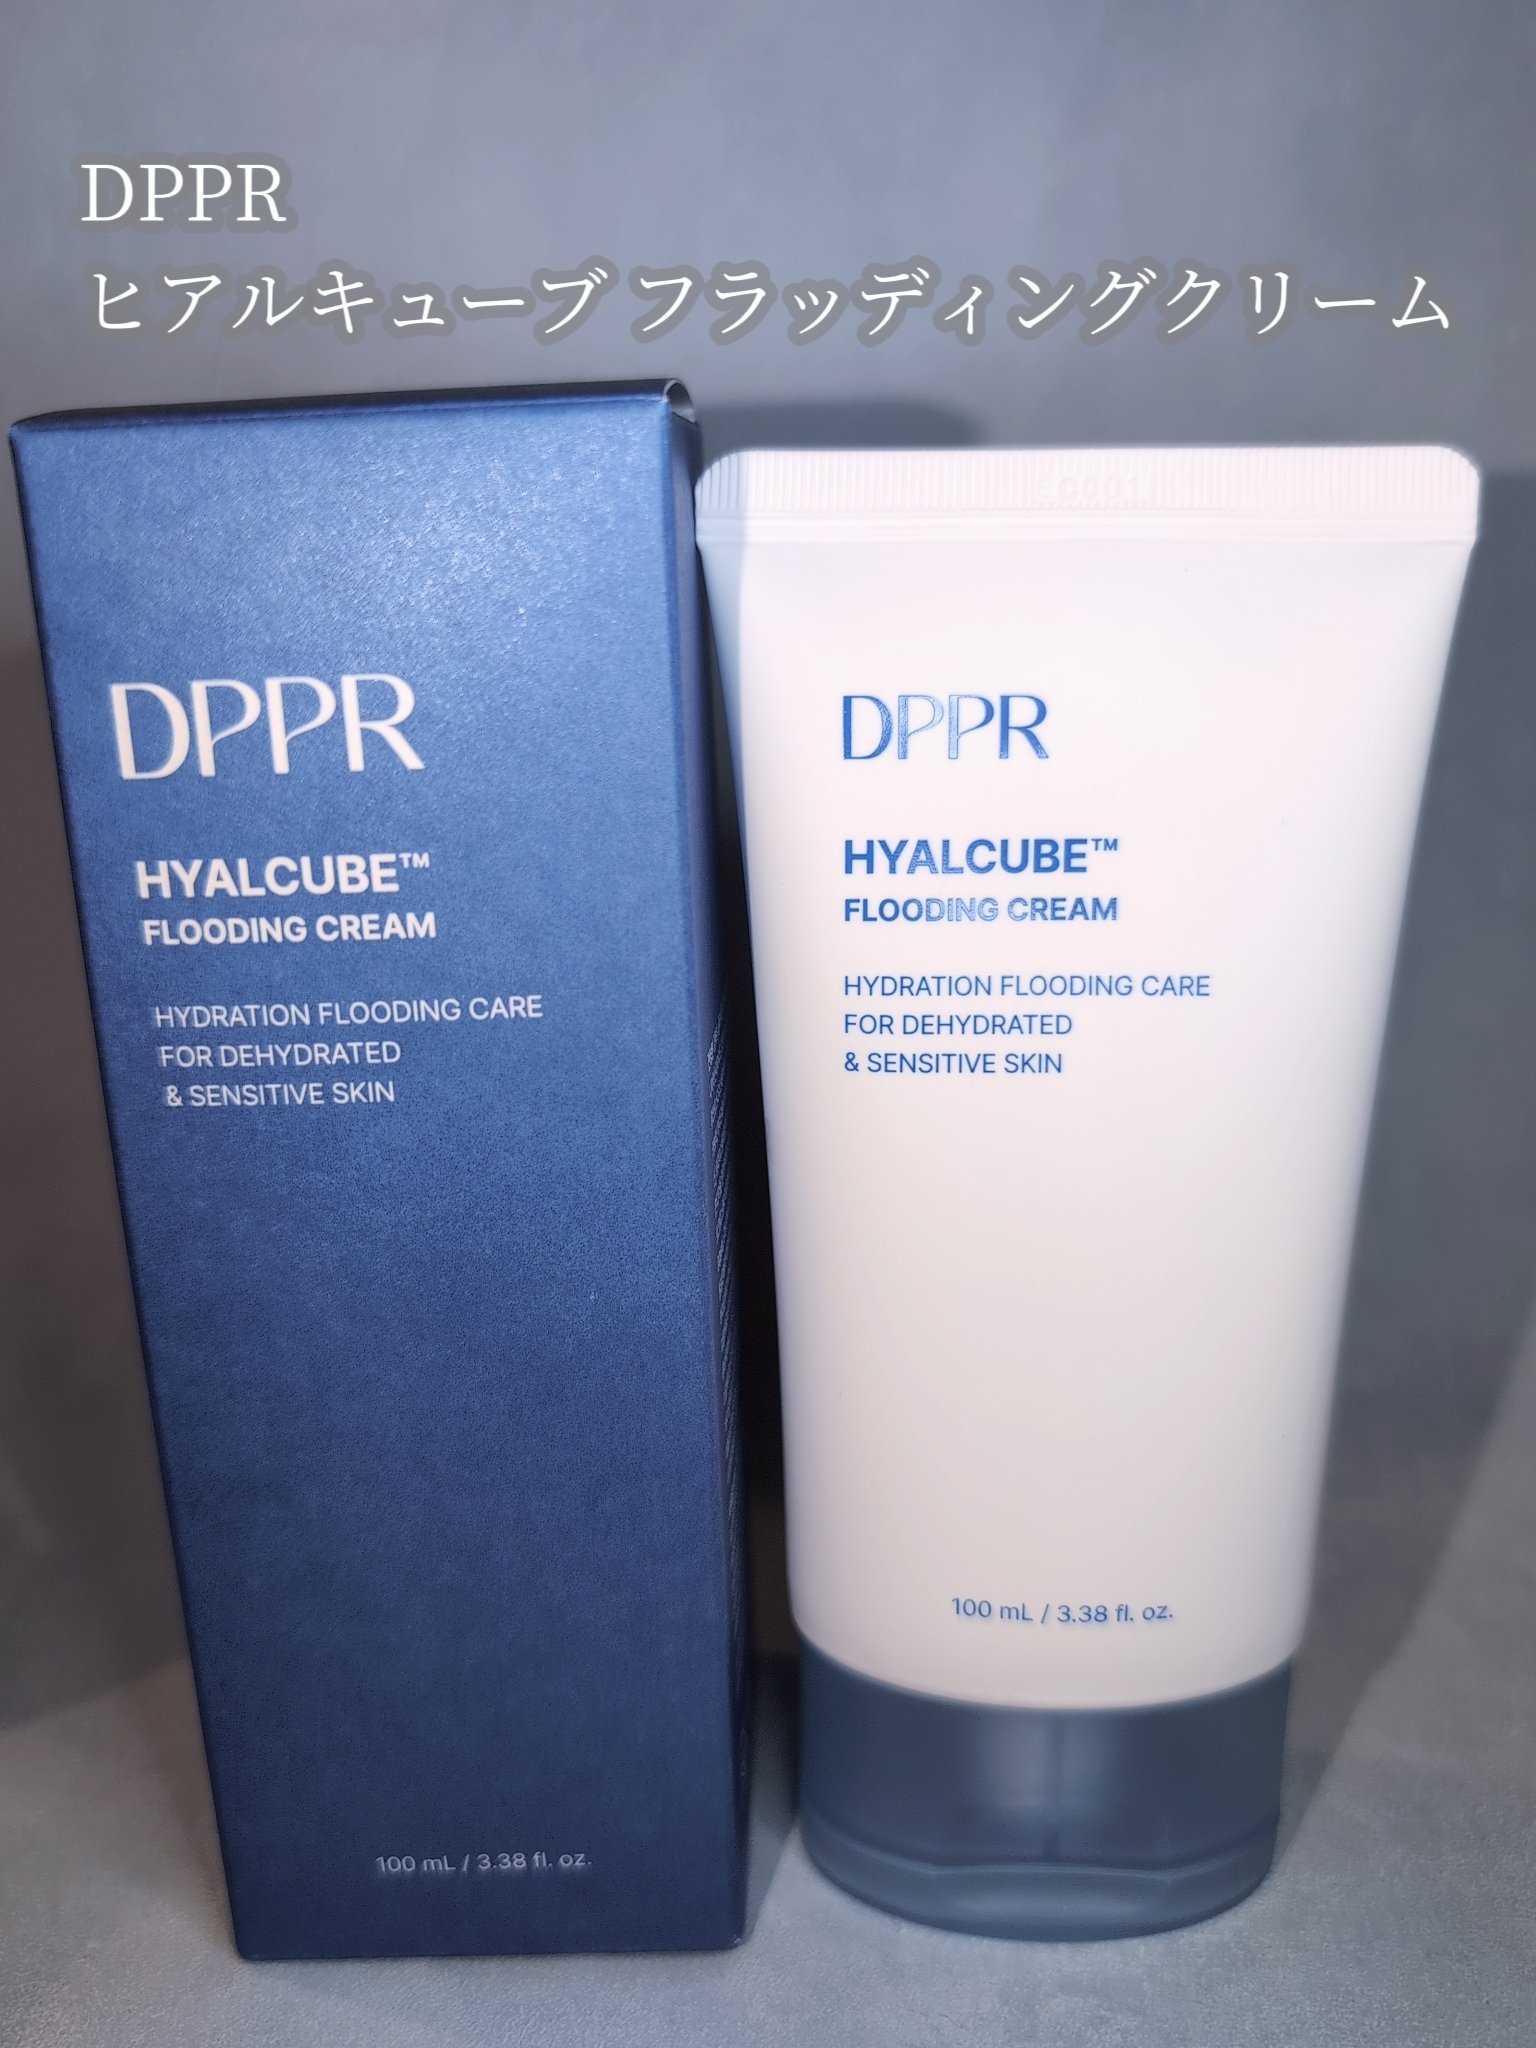 DPPR
ヒアルキューブ フラッディングクリーム
DPPR
HYALCUBE™
FLOODING CREAM
HYDRATION FLOODING CARE
FOR DEHYDRATED
& SENSITIVE SKIN
100 mL / 3.38 fl. oz.
DPPR
HYALCUBE™
FLOODING CREAM
HYDRATION FLOODING CARE
FOR DEHYDRATED
& SENSITIVE SKIN
100 mL / 3.38 fl. oz.